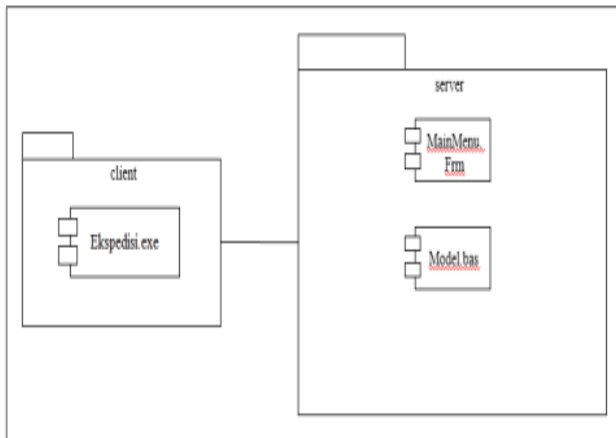 server
MainMenu.
Frm
client
Ekspedisi.exe
Model.bas